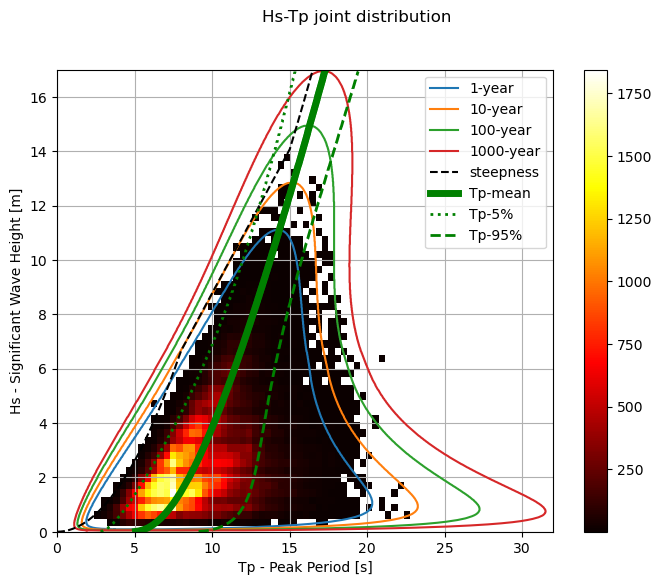 Hs-Tp joint distribution
Hs - Significant Wave Height [m]
16
14
12
10
8
6
4
2
0
0 5 10 15 20 25 30
Tp - Peak Period [s]
1-year
10-year
100-year
1000-year
steepness
Tp-mean
Tp-5%
Tp-95%
1750
1500
1250
1000
750
500
250